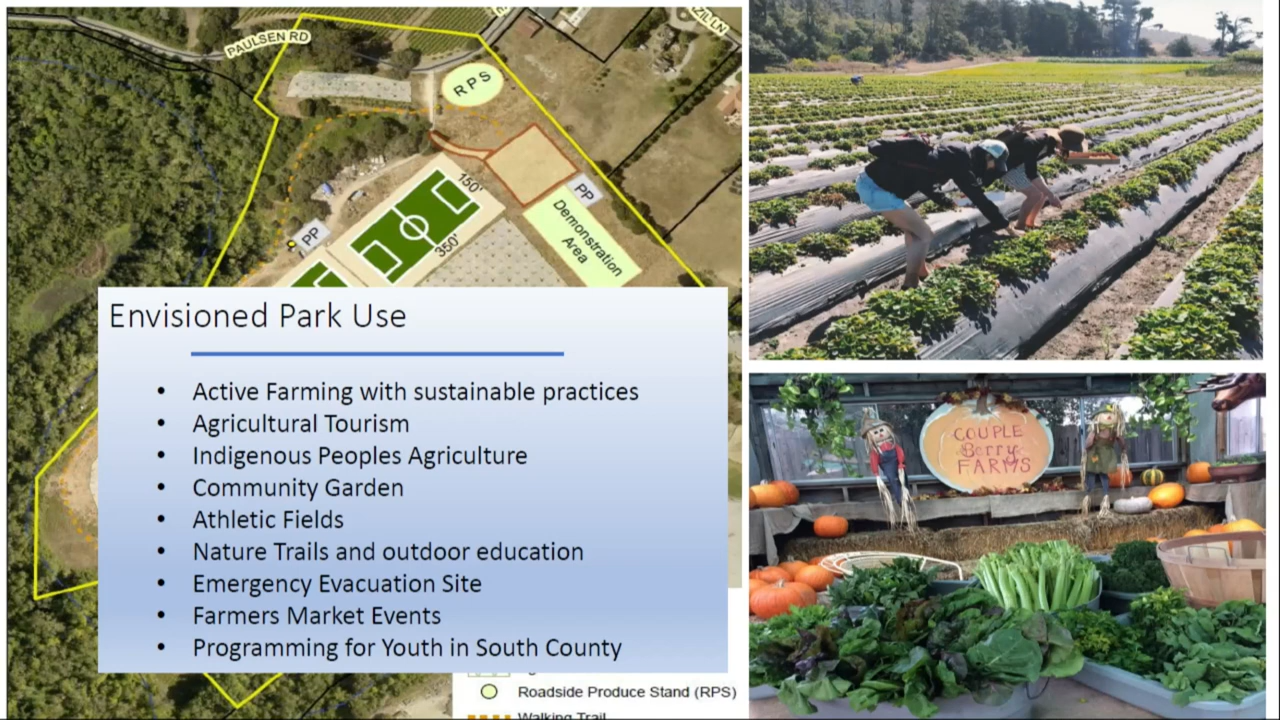 PAULSEN RD
RPS
150'
PP
Demonstration
Area
350'
PP
Envisioned Park Use
• Active Farming with sustainable practices
• Agricultural Tourism
• Indigenous Peoples Agriculture
• Community Garden
• Athletic Fields
• Nature Trails and outdoor education
• Emergency Evacuation Site
• Farmers Market Events
• Programming for Youth in South County
Roadside Produce Stand (RPS)
Walking Trail
COUPLE
Berry
FARMS